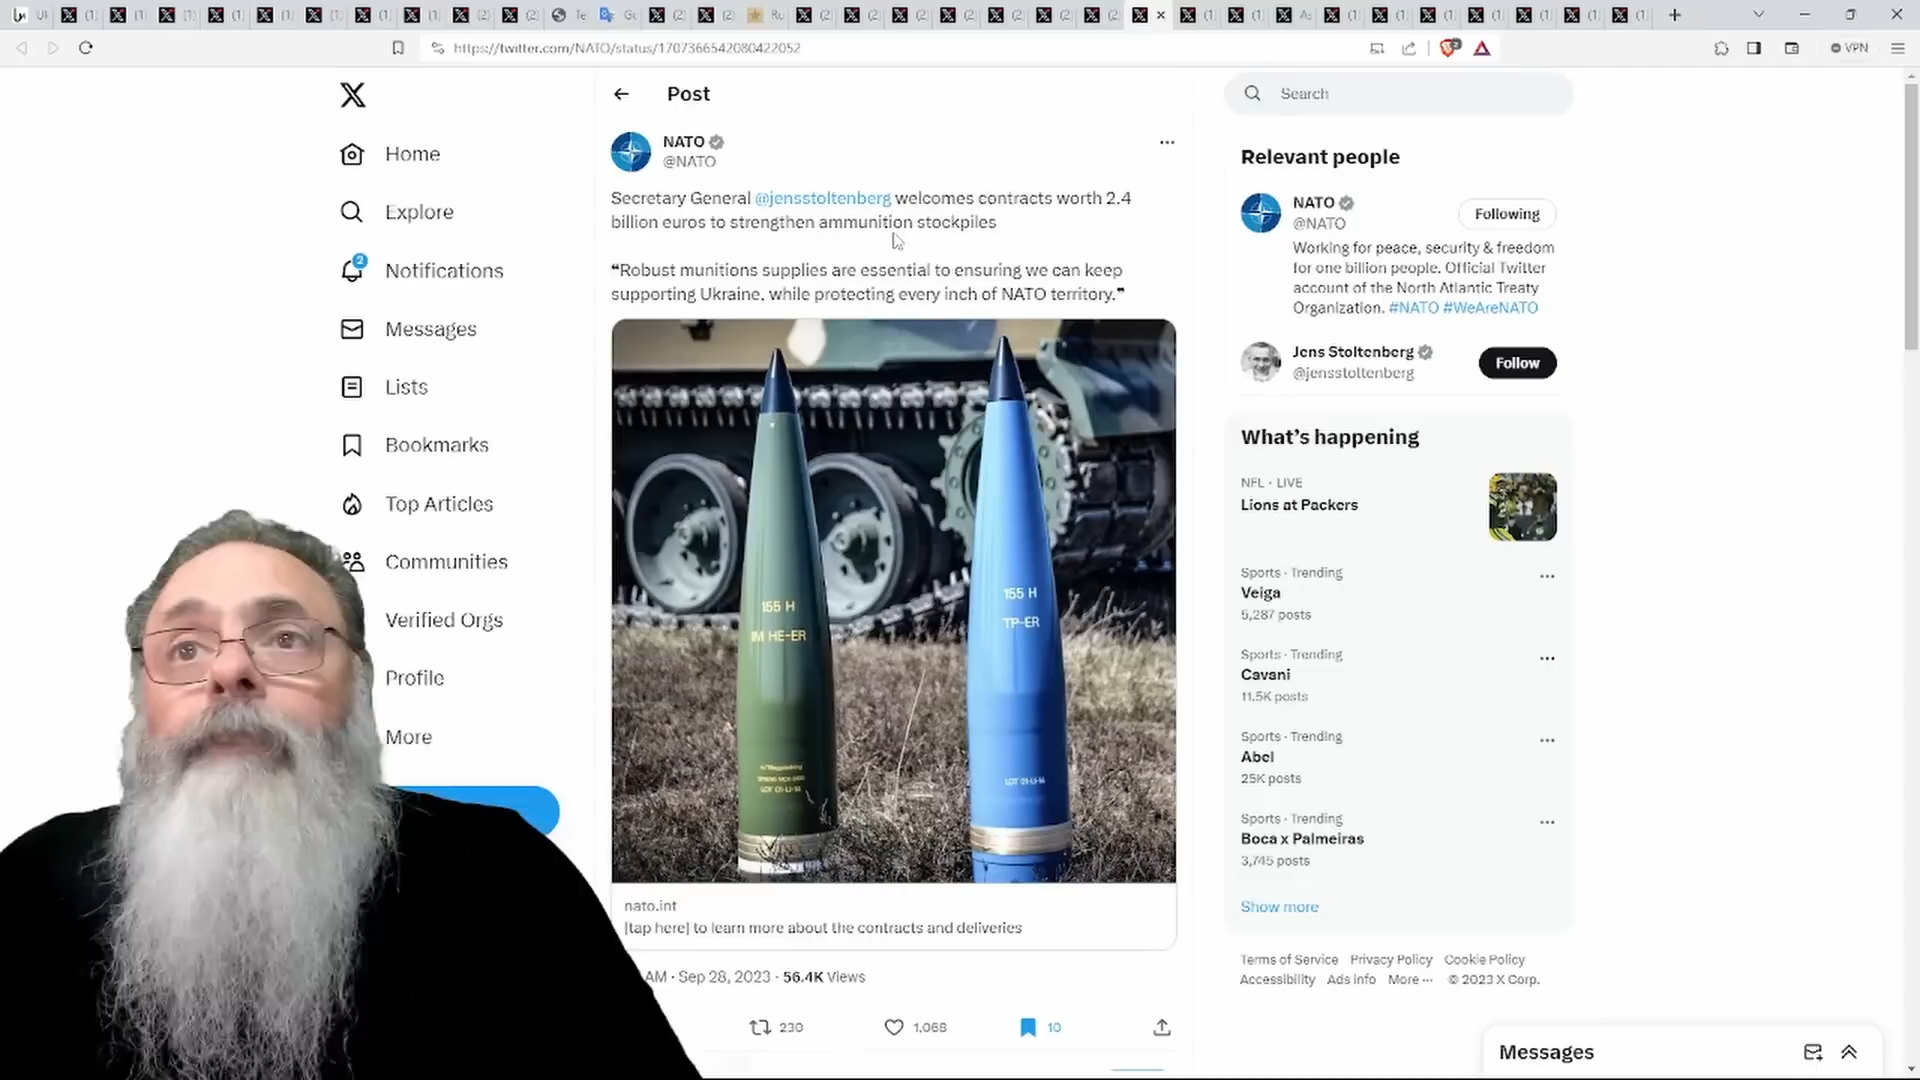 https://twitter.com/NATO/status/1707366542080422052
VPN
Home
Explore
2
Notifications
Messages
Lists
Bookmarks
Top Articles
Communities
Verified Orgs
Profile
More
Post
NATO
@NATO
Secretary General @jensstoltenberg welcomes contracts worth 2.4
billion euros to strengthen ammunition stockpiles
"Robust munitions supplies are essential to ensuring we can keep
supporting Ukraine, while protecting every inch of NATO territory."
155 H
IM HE-ER
155 H
TP-ER
nato.int
[tap here] to learn more about the contracts and deliveries
AM · Sep 28, 2023 · 56.4K Views
230
1,068
10
Search
Relevant people
NATO
@NATO
Following
Working for peace, security & freedom
for one billion people. Official Twitter
account of the North Atlantic Treaty
Organization. #NATO #WeAreNATO
Jens Stoltenberg
@jensstoltenberg
Follow
What's happening
NFL · LIVE
Lions at Packers
Sports · Trending
Veiga
5,287 posts
Sports · Trending
Cavani
11.5K posts
Sports · Trending
Abel
25K posts
Sports · Trending
Boca x Palmeiras
3,745 posts
Show more
Terms of Service Privacy Policy Cookie Policy
Accessibility Ads info More ··· © 2023 X Corp.
Messages